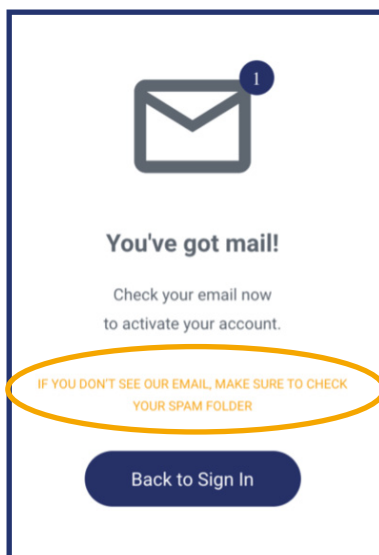 1
You've got mail!
Check your email now
to activate your account.
IF YOU DON'T SEE OUR EMAIL, MAKE SURE TO CHECK
YOUR SPAM FOLDER
Back to Sign In